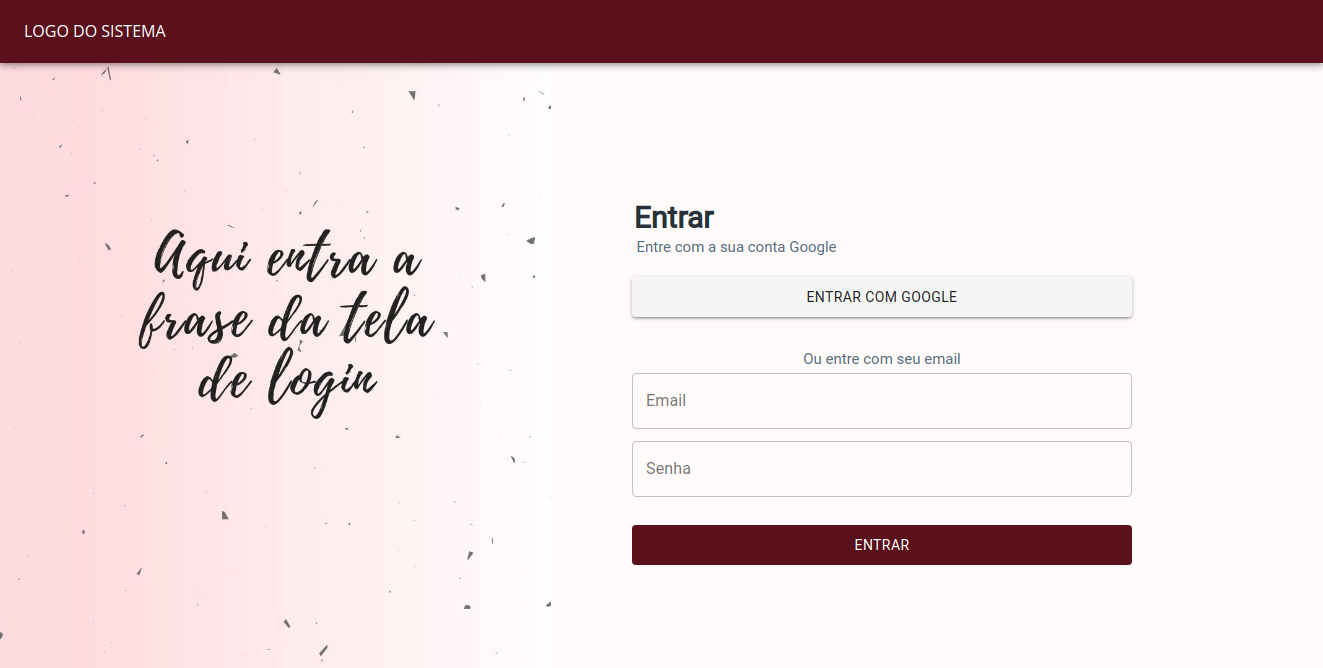 LOGO DO SISTEMA
Aqui entra a
frase da tela
de login
Entrar
Entre com a sua conta Google
ENTRAR COM GOOGLE
Ou entre com seu email
Email
Senha
ENTRAR